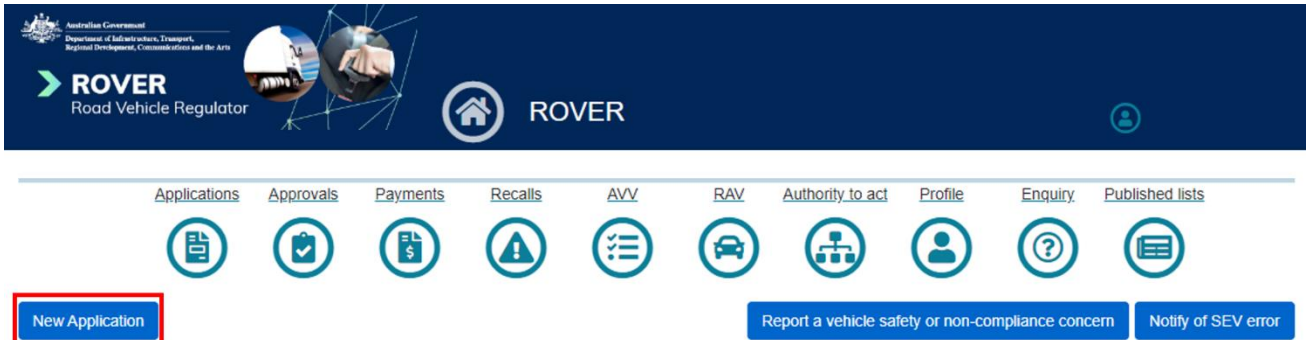 Australian Government
Department of Infrastructure, Transport,
Regional Development, Communications and the Arts
ROVER
Road Vehicle Regulator
ROVER
Applications Approvals Payments Recalls AVV RAV Authority to act Profile Enquiry Published lists
New Application Report a vehicle safety or non-compliance concern Notify of SEV error